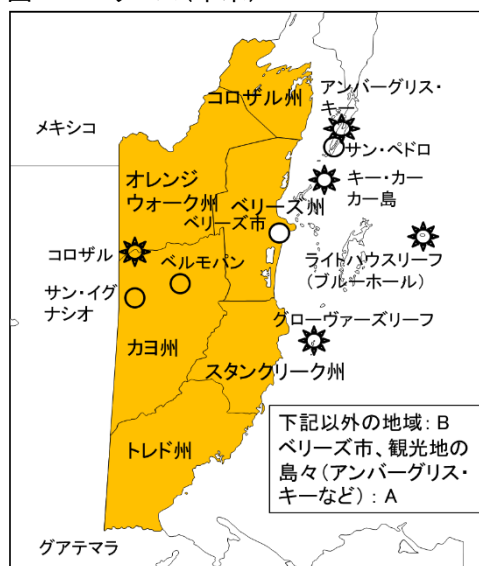 アンバーグリス・
キー
コロザル州
メキシコ
サン・ペドロ
オレンジ
ウォーク州
キー・カー
カー島
ベリーズ州
ベリーズ市
コロザル
ベルモパン
ライトハウスリーフ
(ブルーホール)
サン・イグ
ナシオ
グローヴァーズリーフ
カヨ州
スタンクリーク州
下記以外の地域:B
ベリーズ市、観光地の
島々(アンバーグリス・
キーなど):A
トレド州
グアテマラ